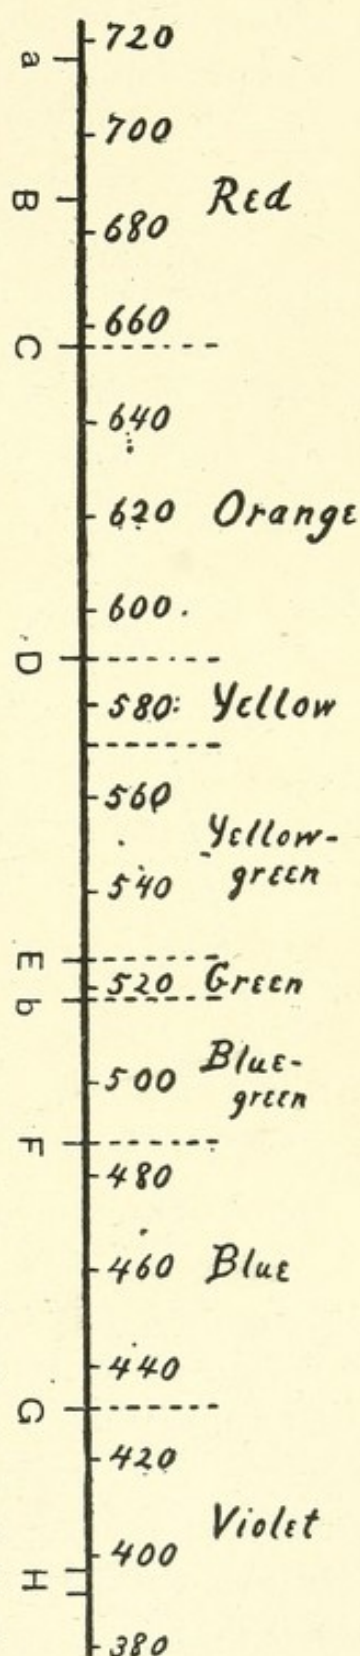 720
a
700
B
Red
680
660
C
640
620 Orange
600
D
580 Yellow
560
Yellow-
green
540
E
520 Green
b
Blue-
500
green
F
480
460 Blue
440
G
420
Violet
400
H
380